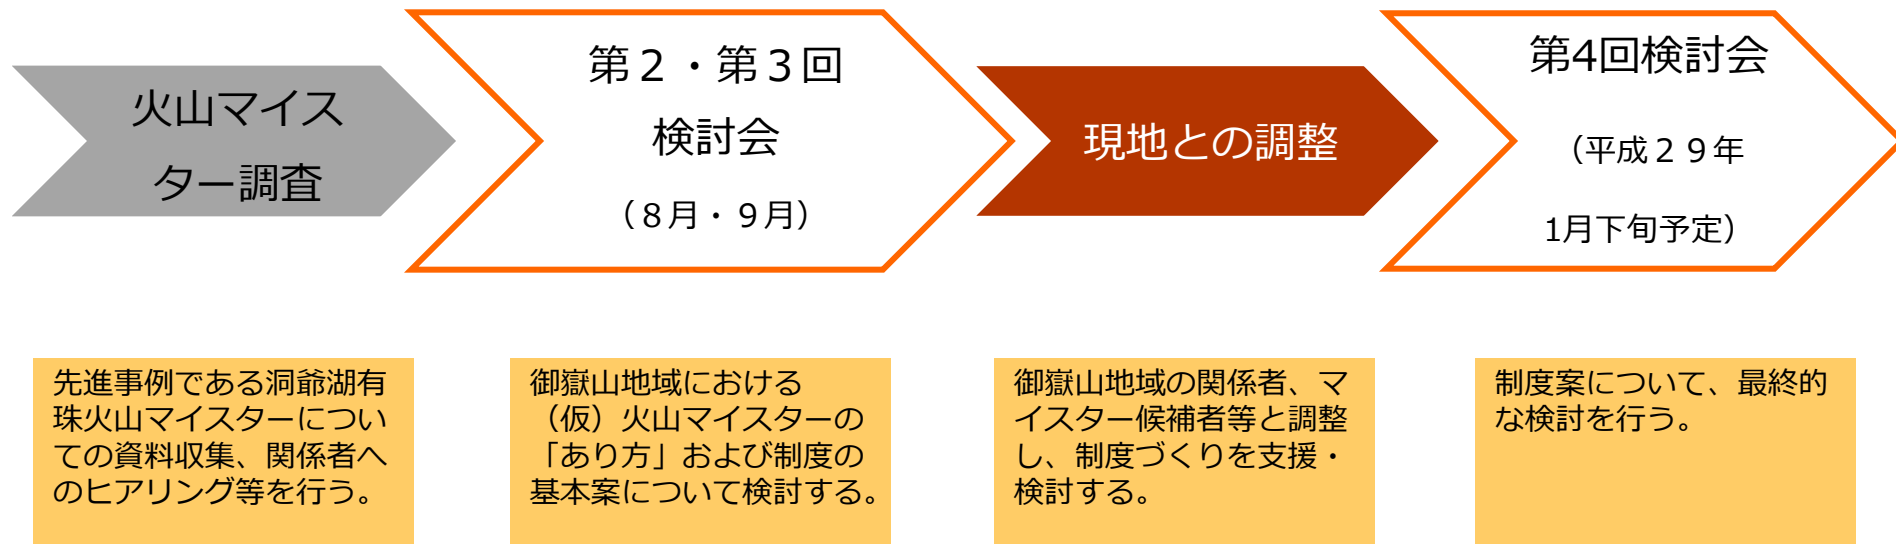 火山マイス
ター調査
第２・第３回
検討会
（８月・９月）
現地との調整
第4回検討会
（平成２９年
1月下旬予定）
先進事例である洞爺湖有
珠火山マイスターについ
ての資料収集、関係者へ
のヒアリング等を行う。
御嶽山地域における
（仮）火山マイスターの
「あり方」および制度の
基本案について検討する。
御嶽山地域の関係者、マ
イスター候補者等と調整
し、制度づくりを支援・
検討する。
制度案について、最終的
な検討を行う。